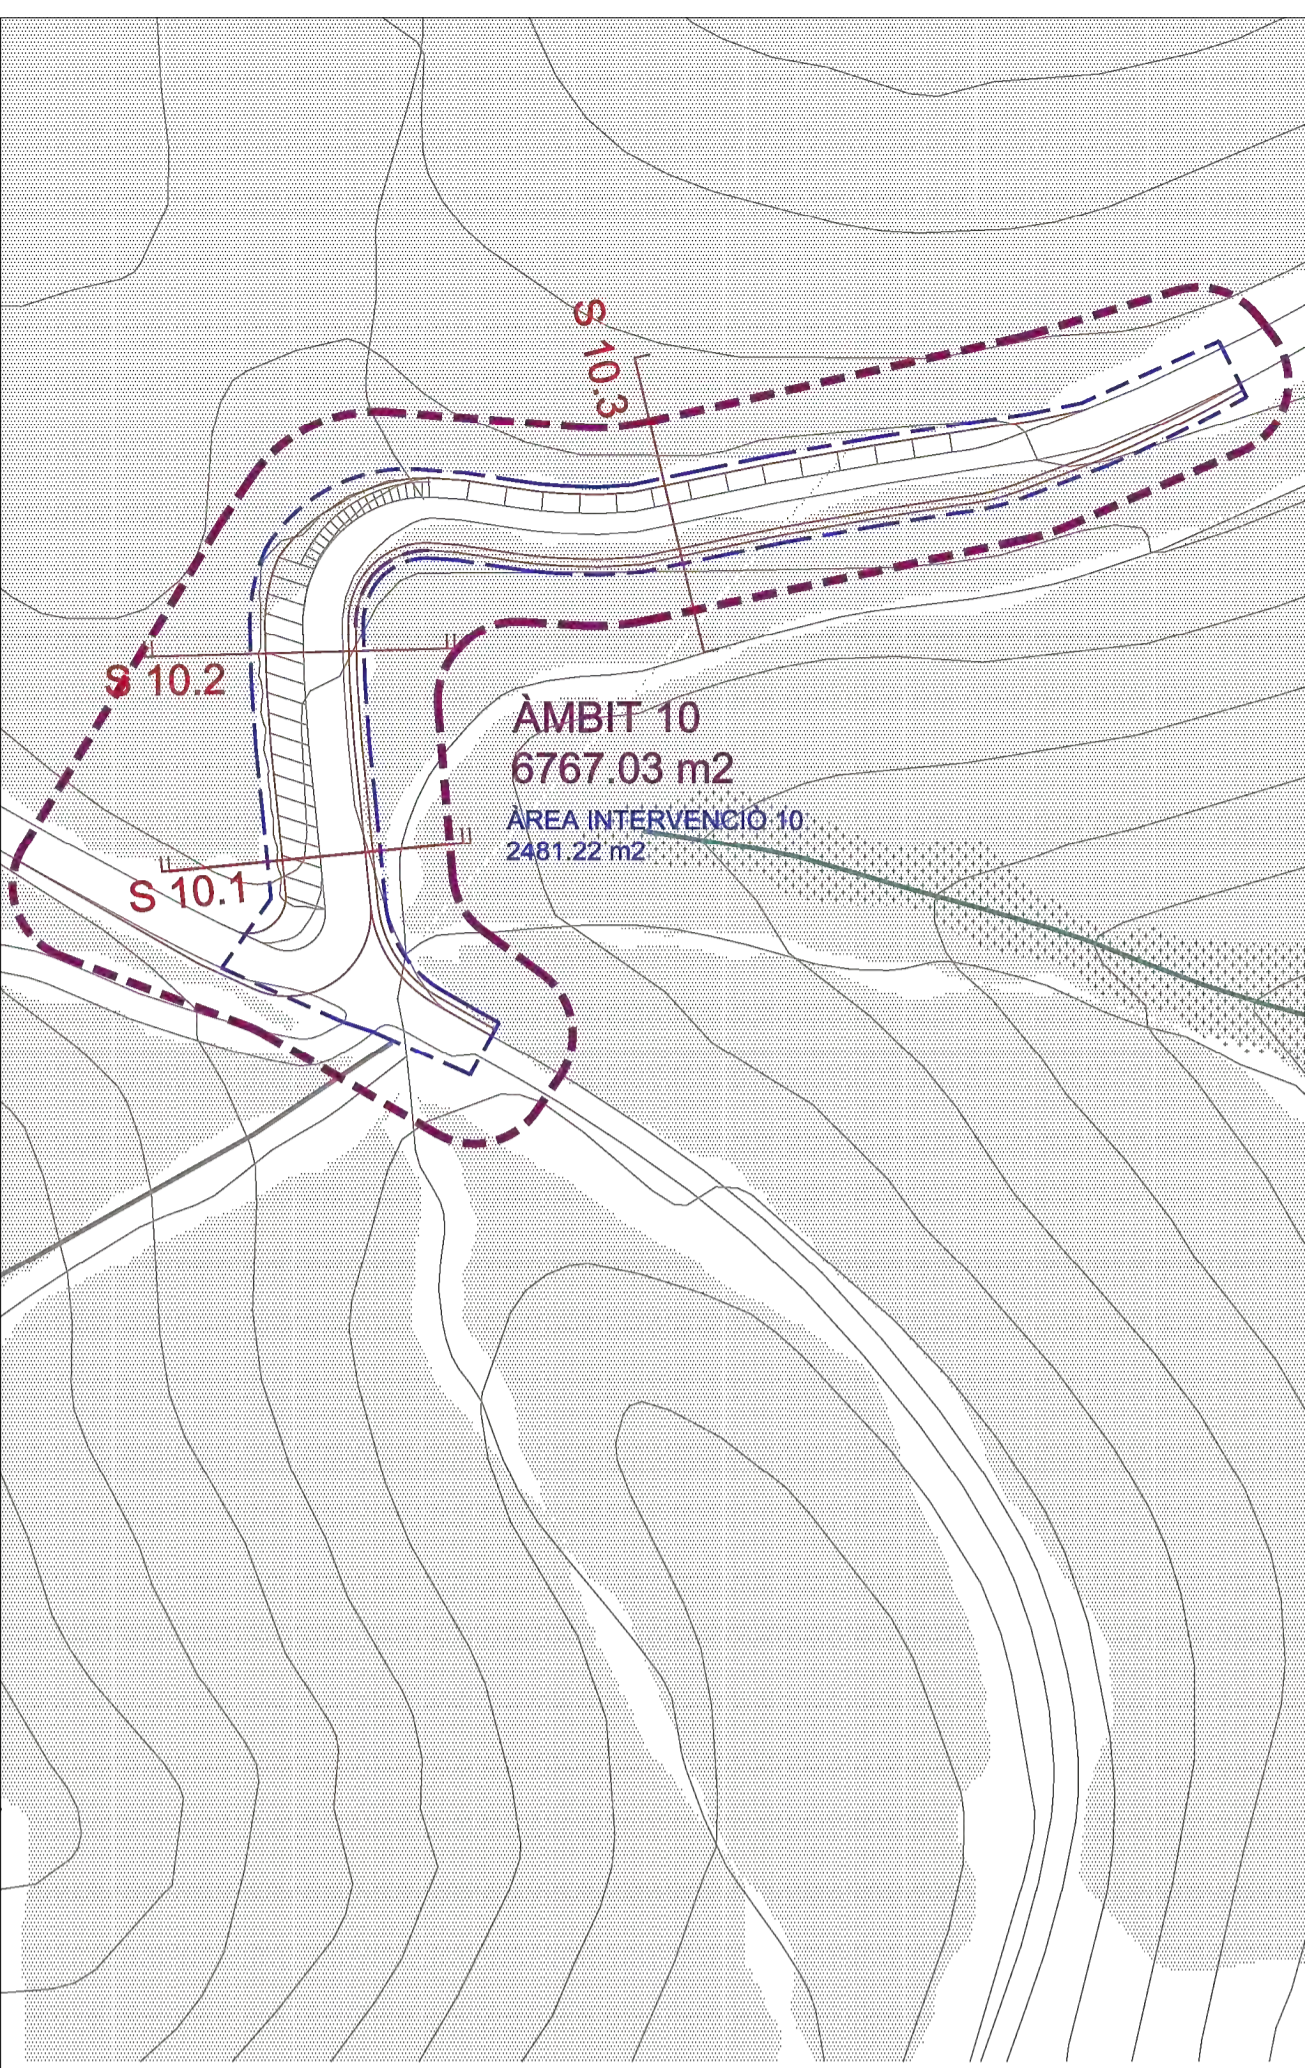 S 10.3
S 10.2
ÀMBIT 10
6767.03 m2
ÀREA INTERVENCIÓ 10
2481.22 m2
S 10.1